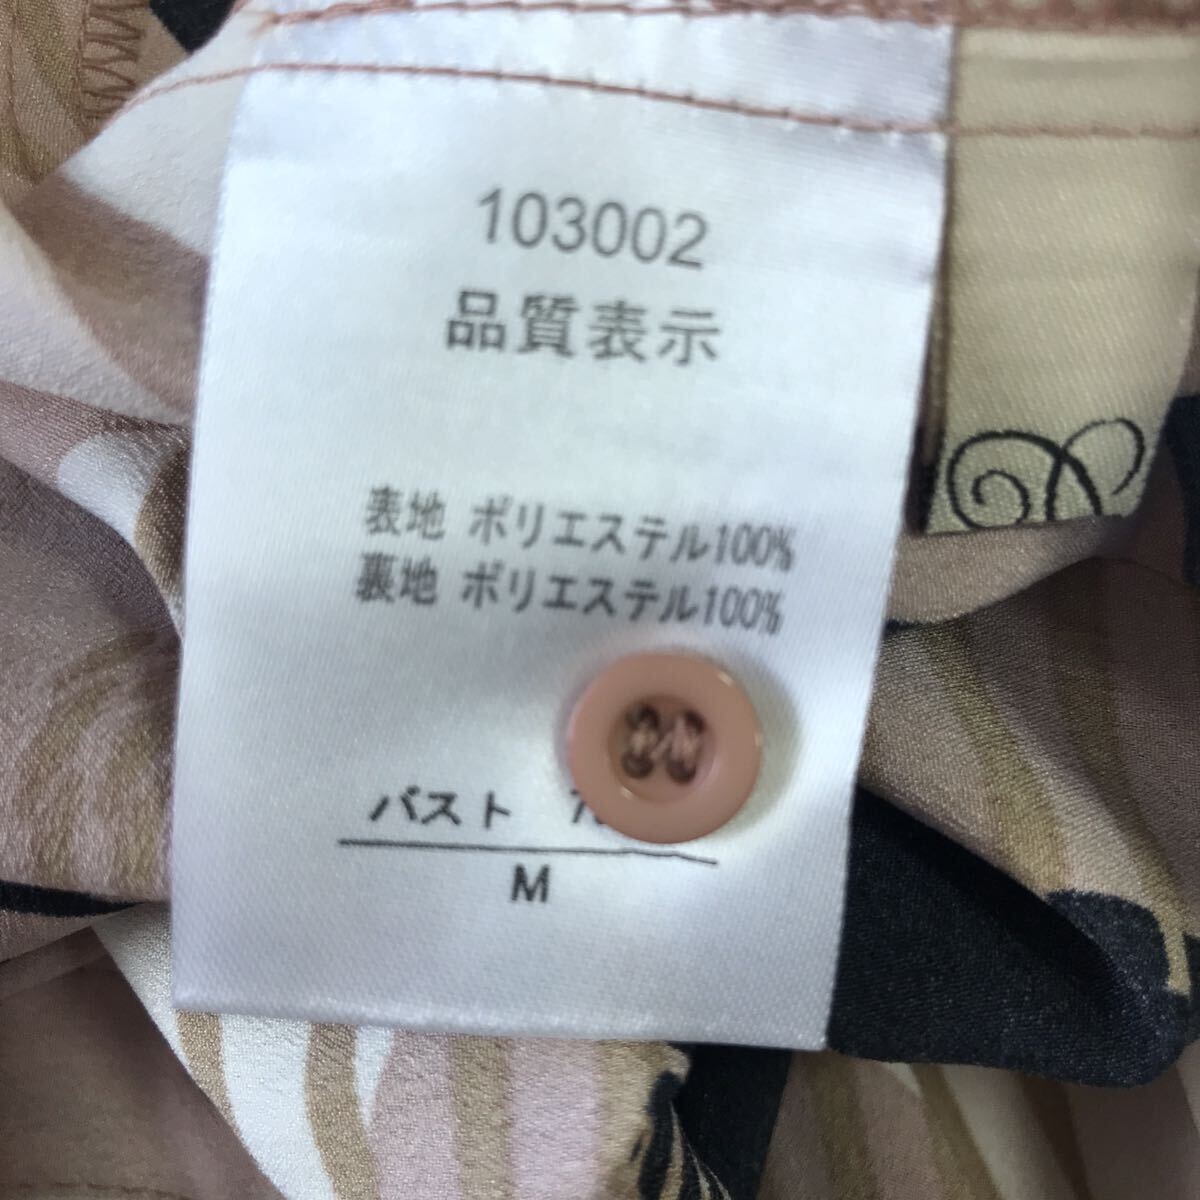 103002
品質表示
表地 ポリエステル100%
裏地 ポリエステル100%
バスト
M